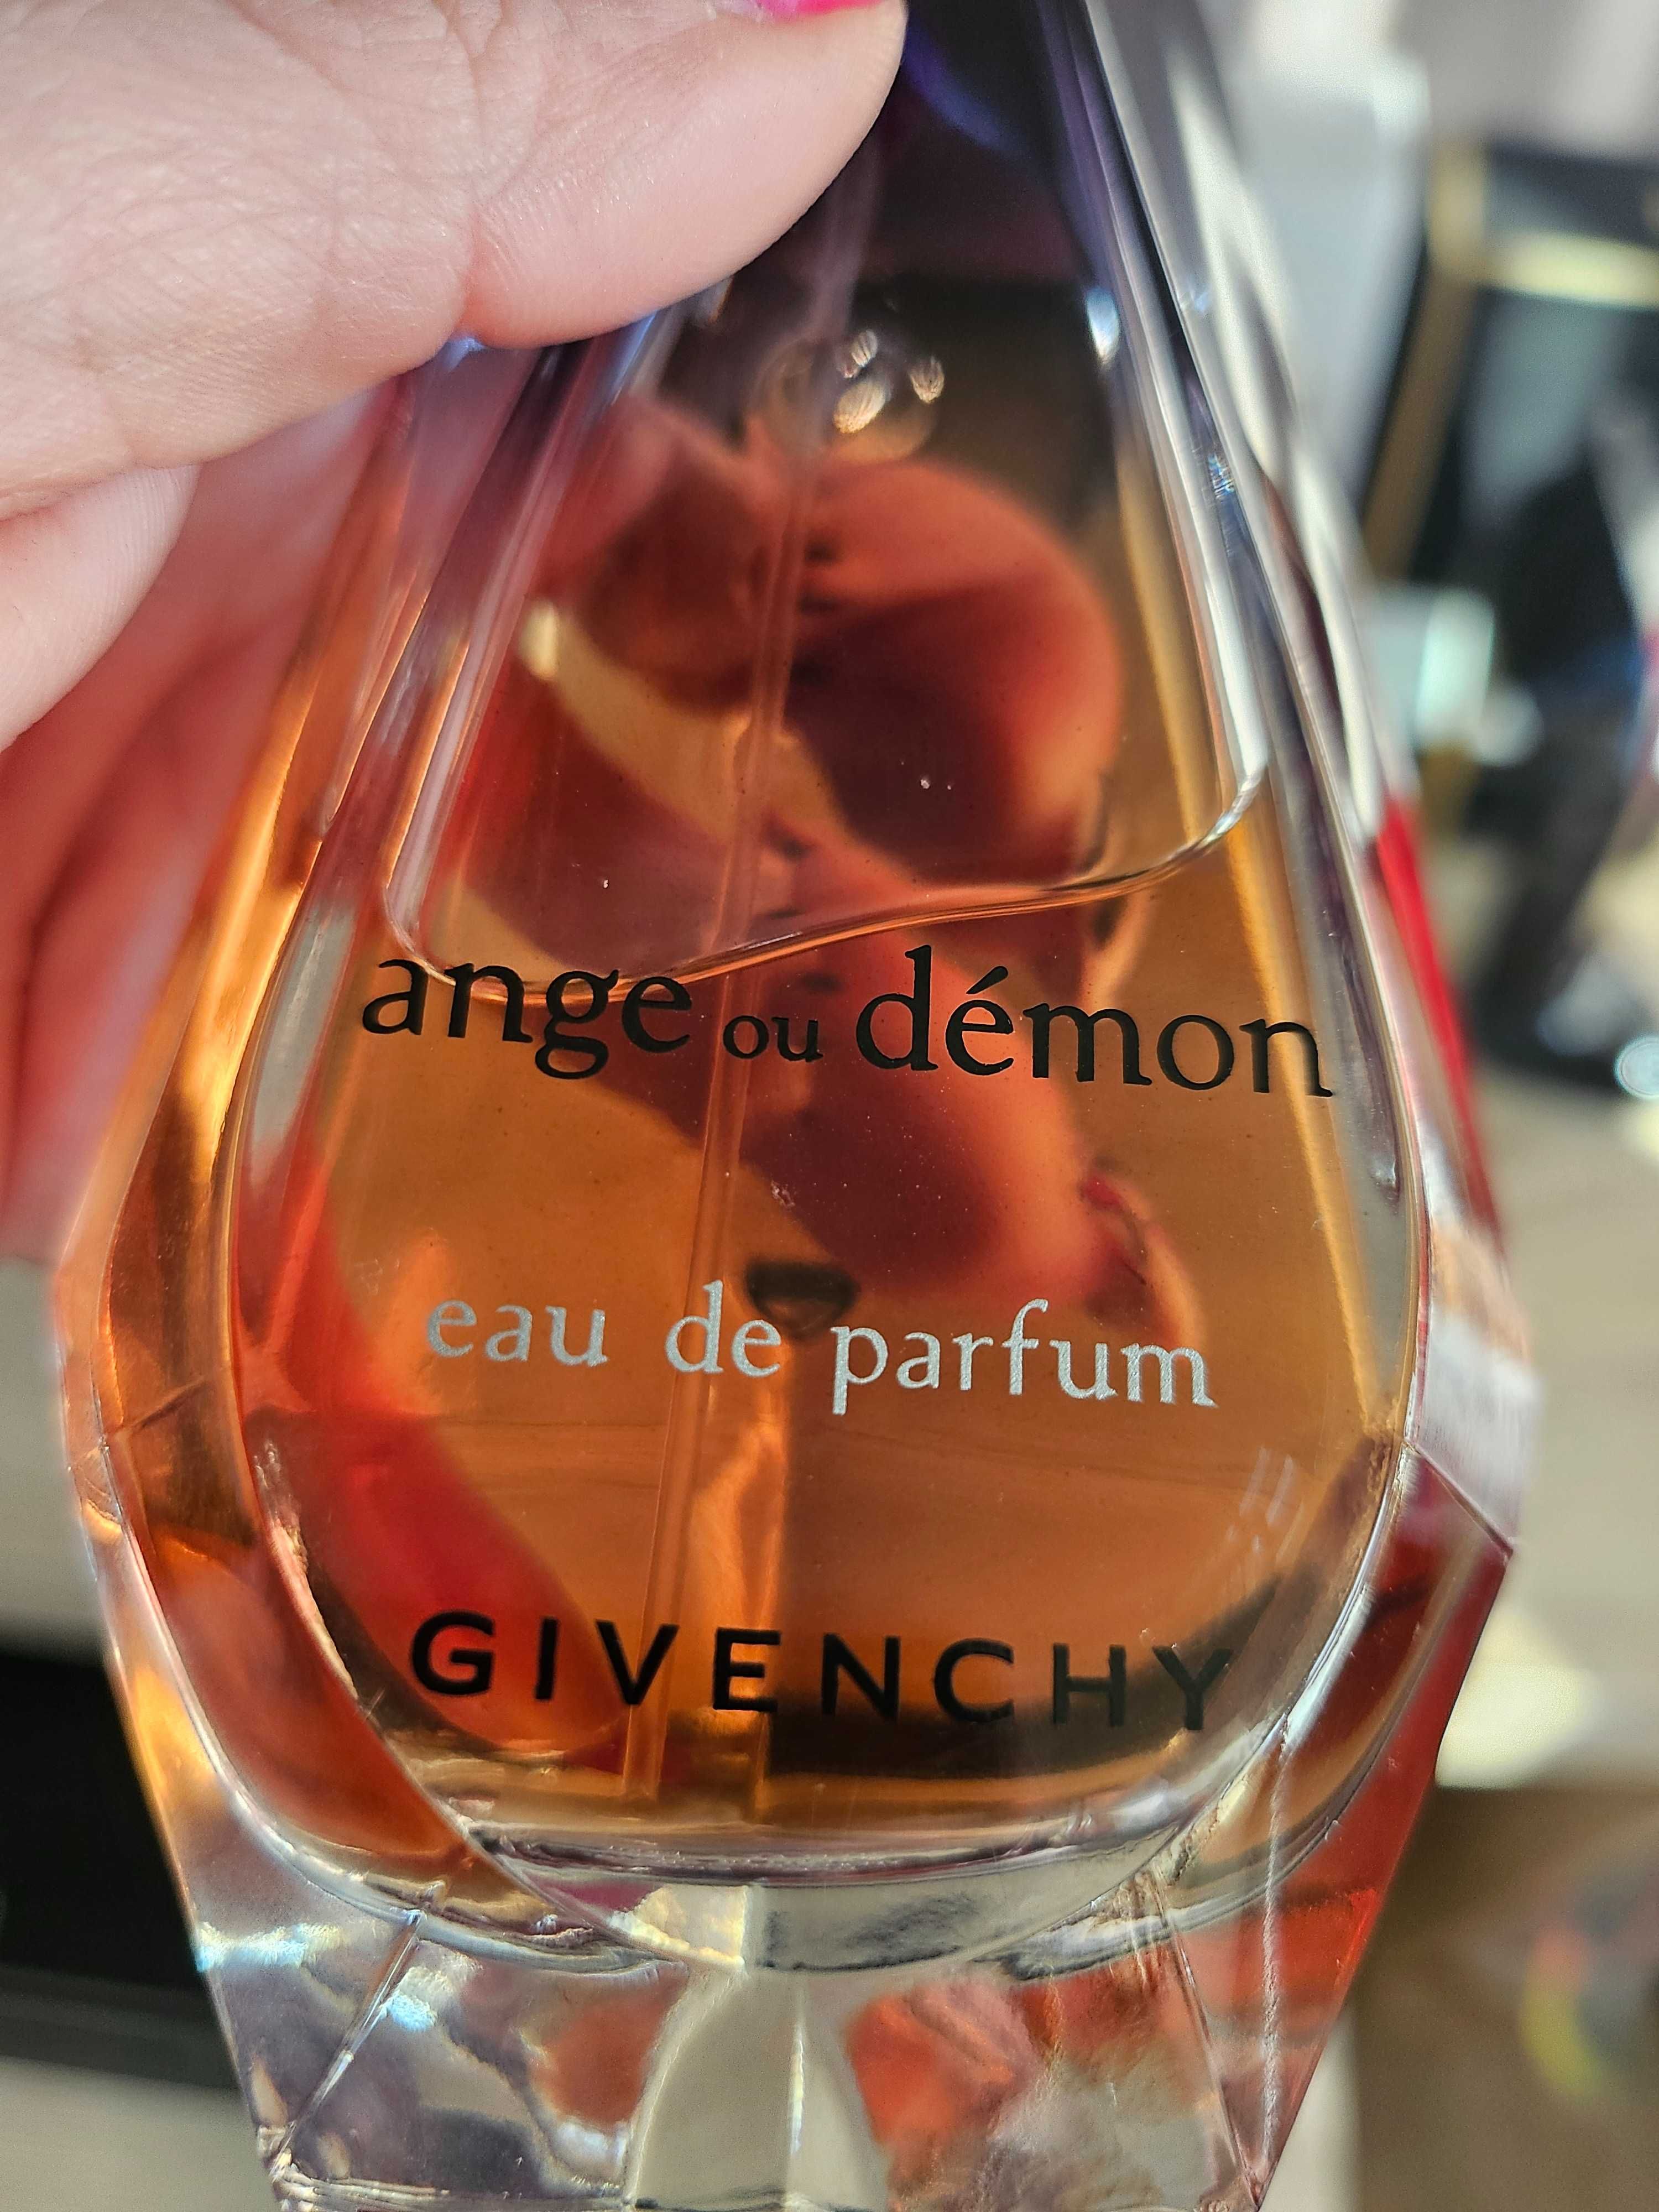 ange ou démon
eau de parfum
GIVENCHY